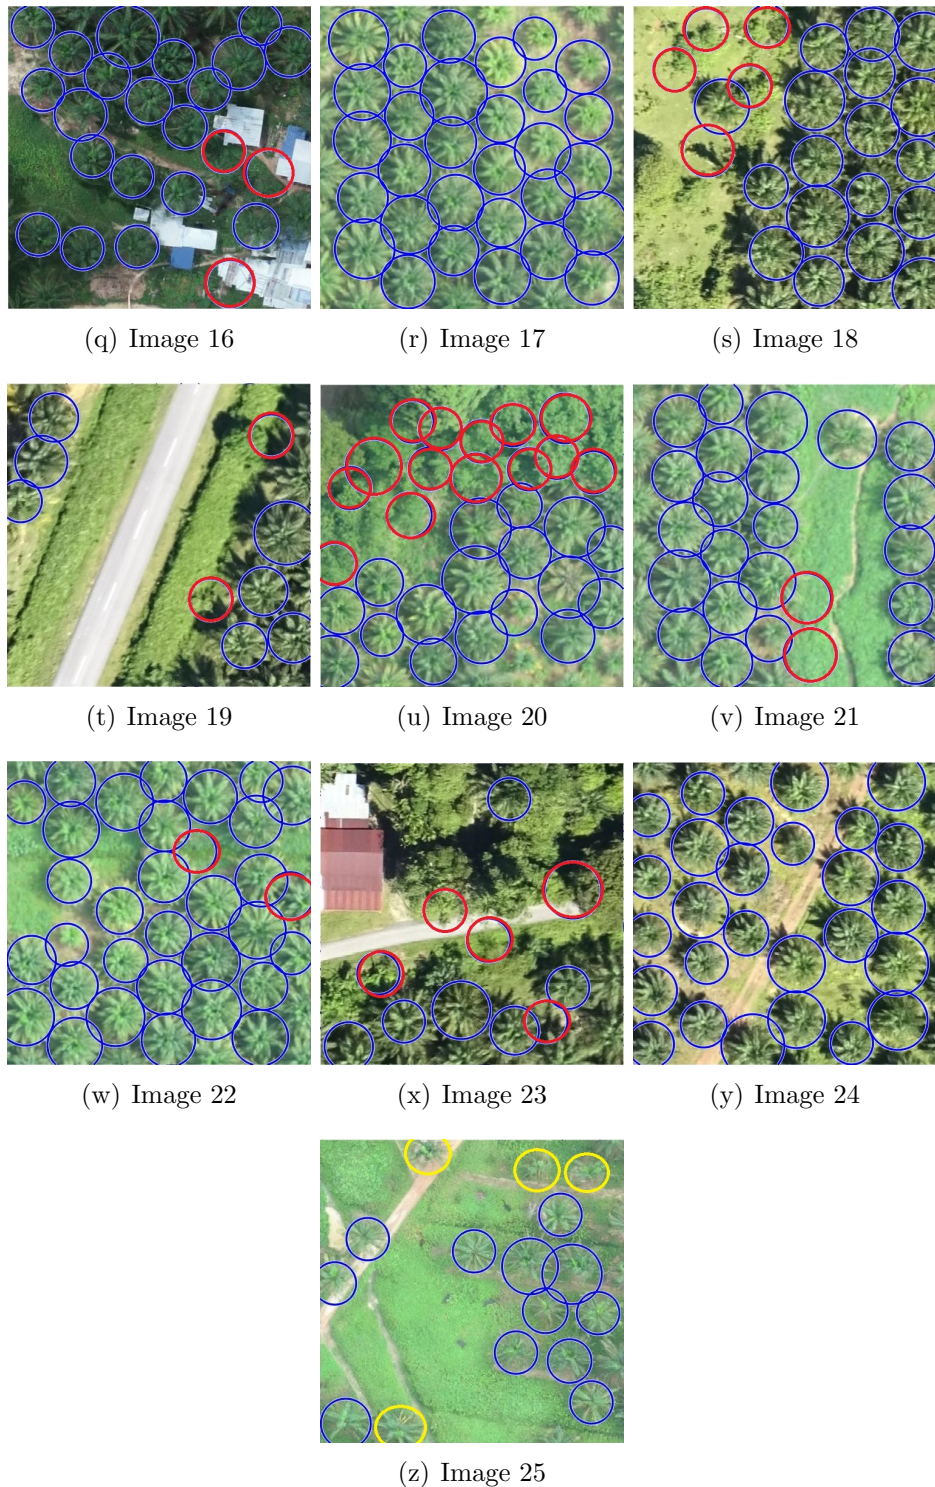 (q) Image 16
(r) Image 17
(s) Image 18
(t) Image 19
(u) Image 20
(v) Image 21
(w) Image 22
(x) Image 23
(y) Image 24
(z) Image 25